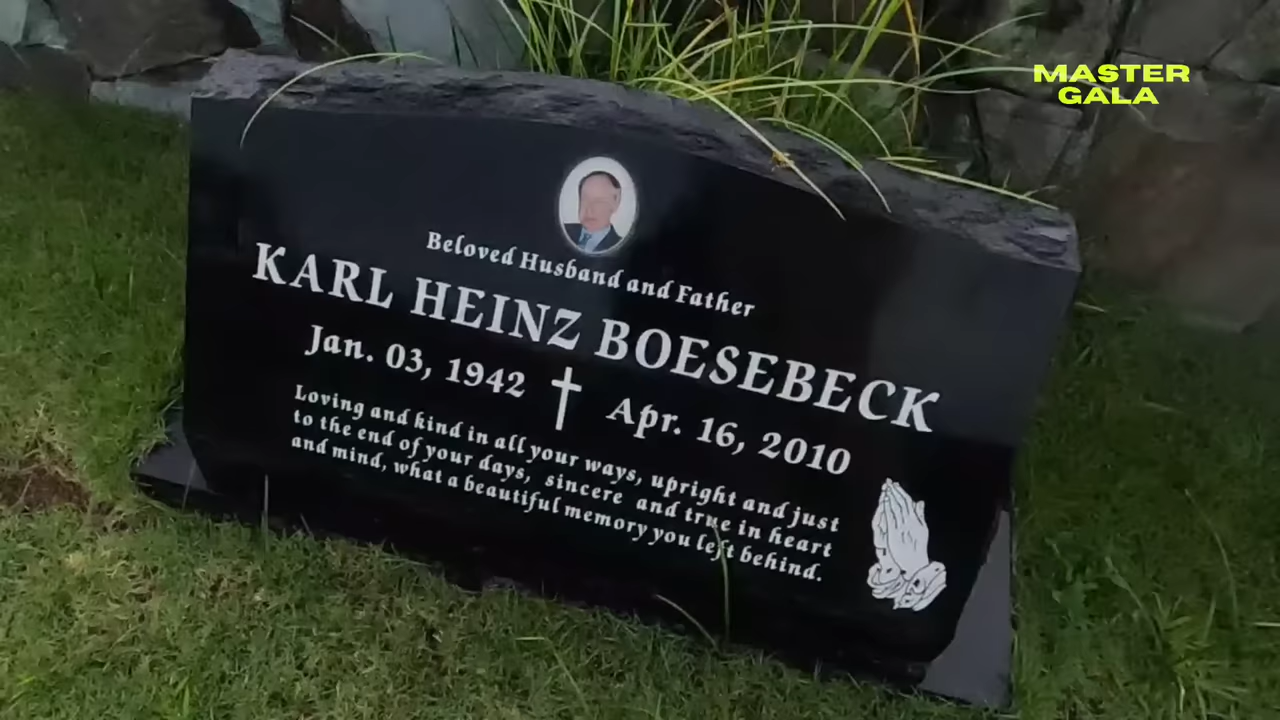 MASTER
GALA
Beloved Husband and Father
KARL HEINZ BOESEBECK
Jan. 03, 1942
Apr. 16, 2010
Loving and kind in all your ways, upright and just
to the end of your days, sincere and true in heart
and mind, what a beautiful memory you left behind.